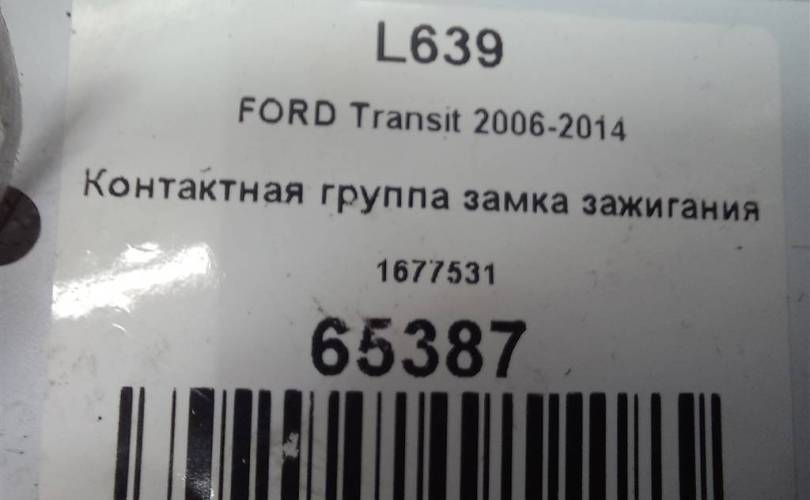 L639
FORD Transit 2006-2014
Контактная группа замка зажигания
1677531
65387